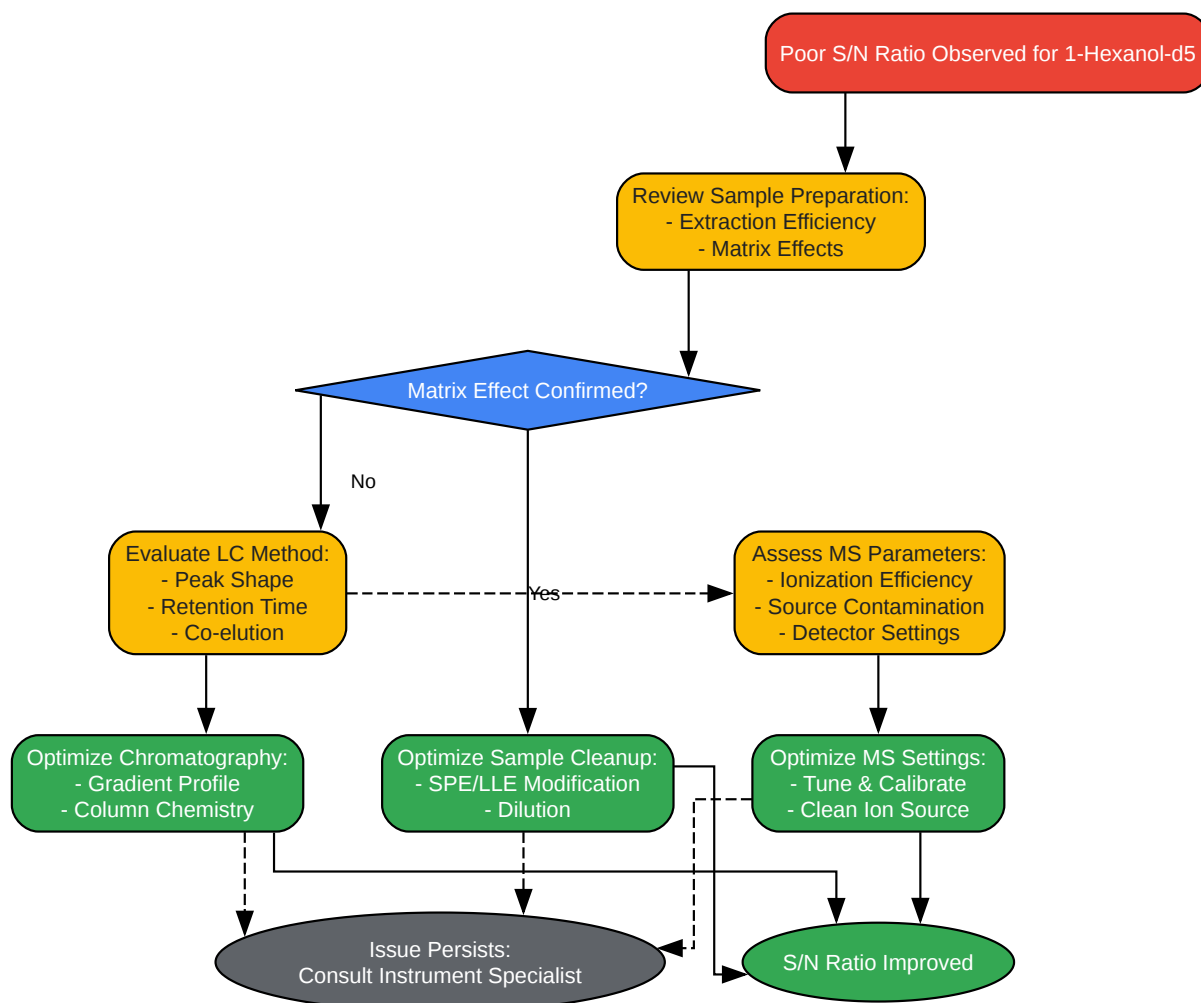 Poor S/N Ratio Observed for 1-Hexanol-d5
Review Sample Preparation:
- Extraction Efficiency
- Matrix Effects
Matrix Effect Confirmed?
No
Evaluate LC Method:
- Peak Shape
- Retention Time
- Co-elution
Yes
Assess MS Parameters:
- Ionization Efficiency
- Source Contamination
- Detector Settings
Optimize Chromatography:
- Gradient Profile
- Column Chemistry
Optimize Sample Cleanup:
- SPE/LLE Modification
- Dilution
Optimize MS Settings:
- Tune & Calibrate
- Clean Ion Source
Issue Persists:
Consult Instrument Specialist
S/N Ratio Improved